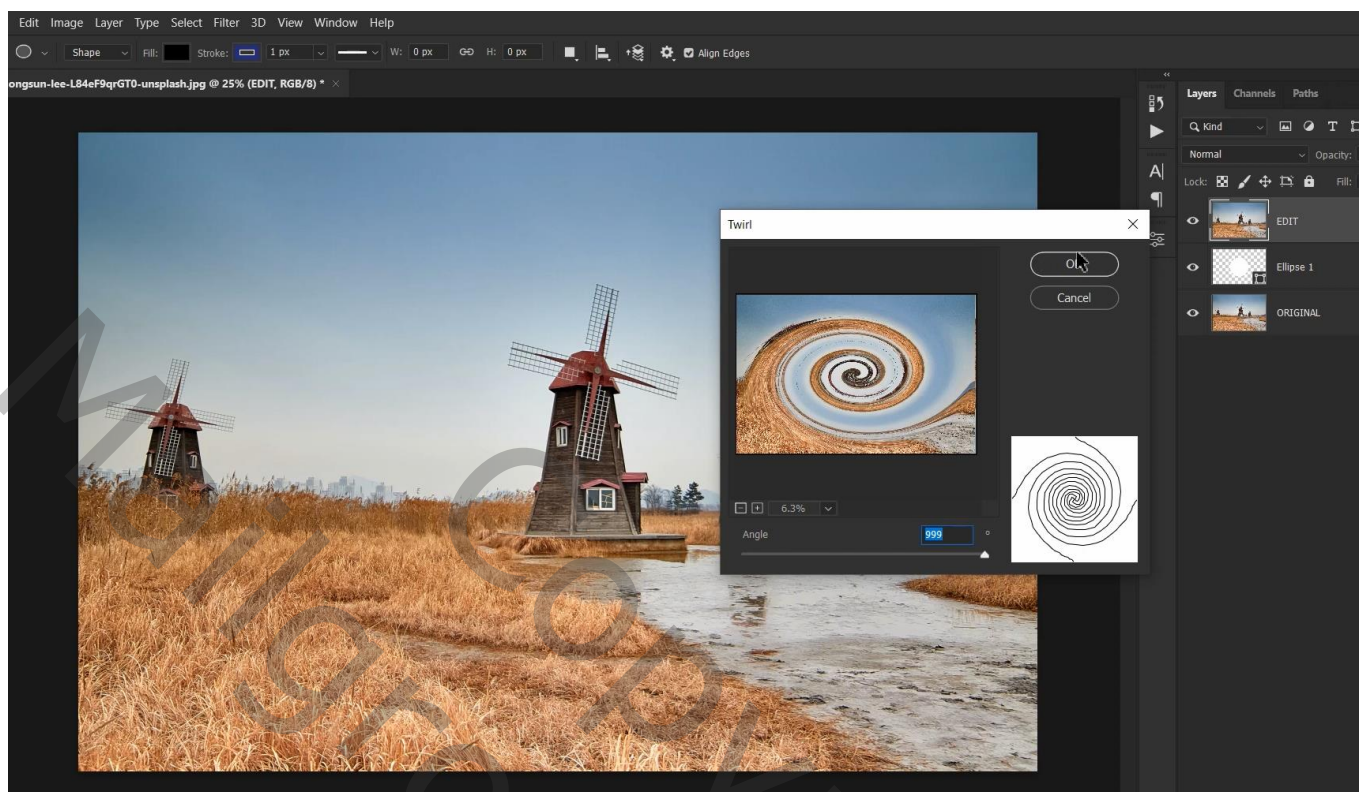 Edit Image Layer Type Select Filter 3D View Window Help
Shape Fill: Stroke: 1 px W: 0 px H: 0 px Align Edges
ongsun-lee-L84eF9qrGT0-unsplash.jpg @ 25% (EDIT, RGB/8) * ×
Layers Channels Paths
Kind
Normal Opacity:
Lock: Fill:
EDIT
Ellipse 1
ORIGINAL
Twirl
Cancel
6.3%
Angle 999 °